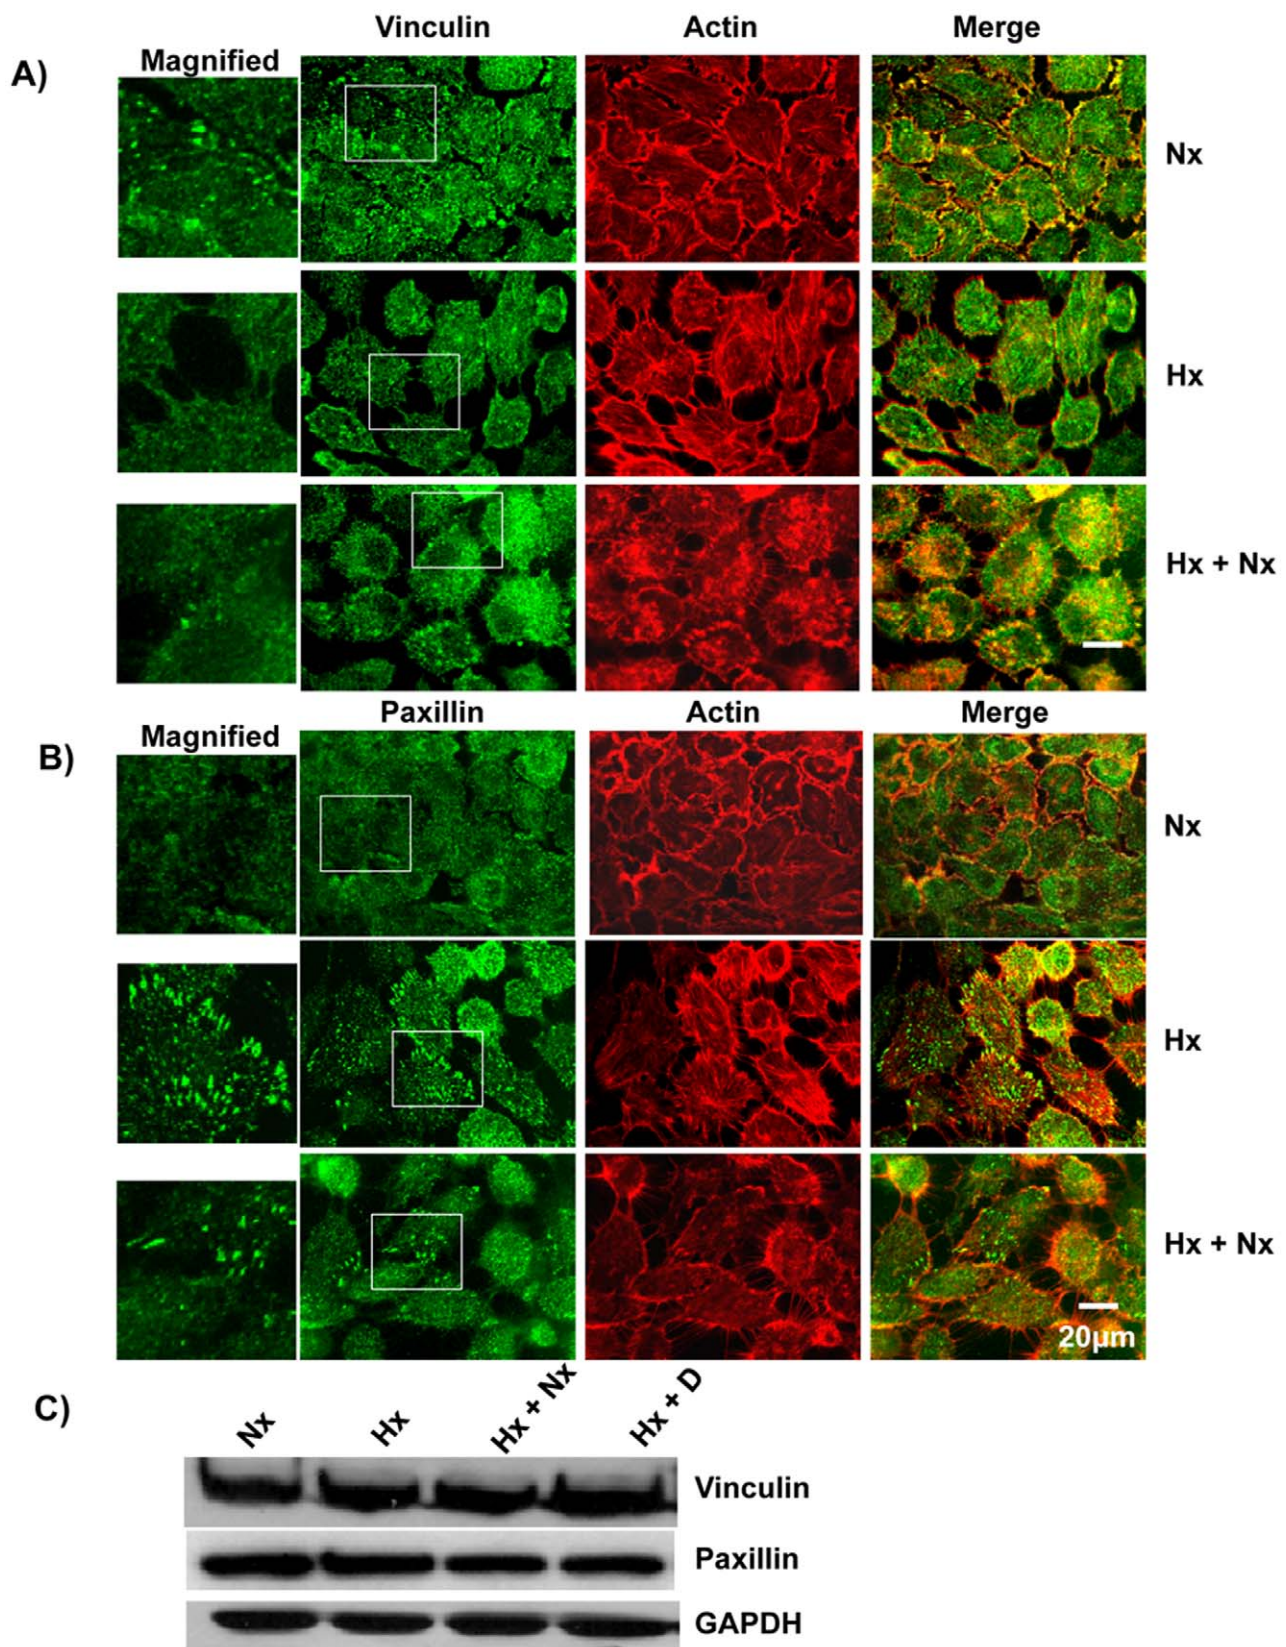 A)
Magnified
Vinculin
Actin
Merge
Nx
Hx
Hx + Nx
B)
Magnified
Paxillin
Actin
Merge
Nx
Hx
Hx + Nx
20µm
C)
Nx
Hx
Hx + Nx
Hx + D
Vinculin
Paxillin
GAPDH